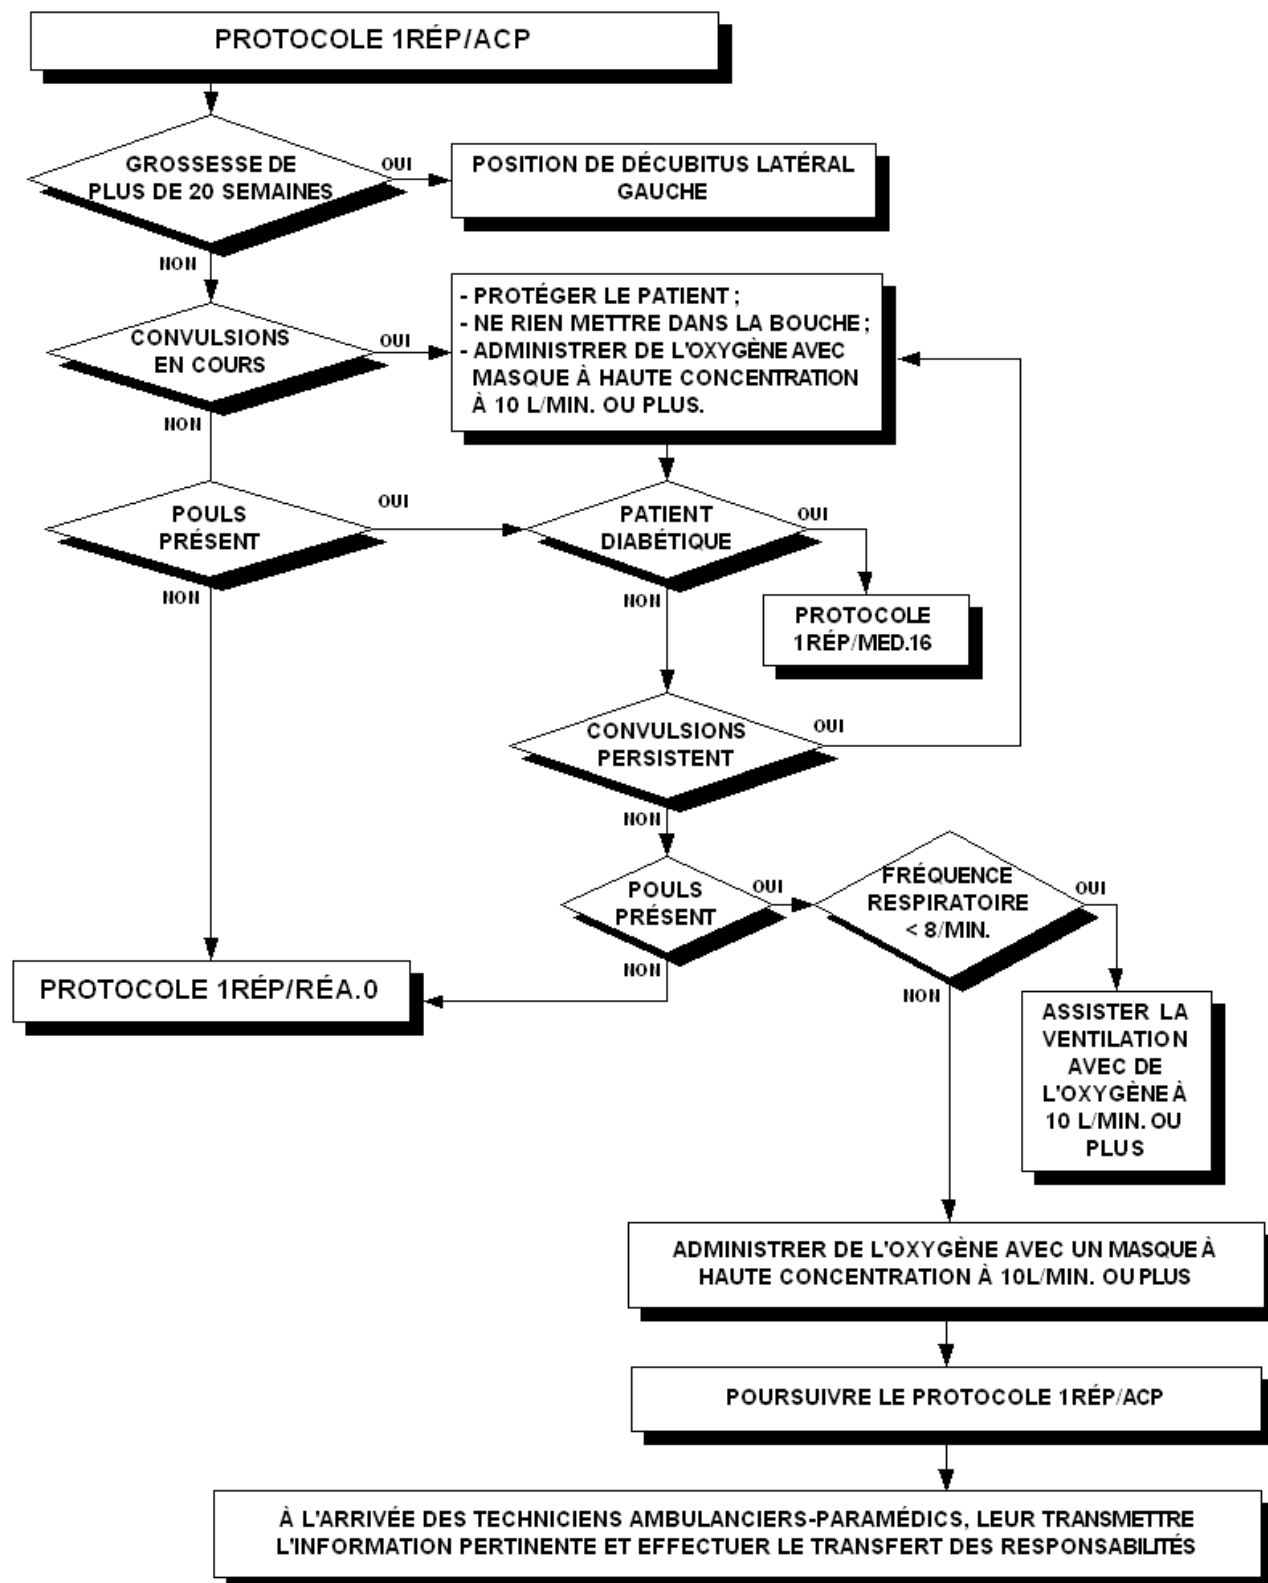 PROTOCOLE 1RÉP/ACP
GROSSESSE DE
PLUS DE 20 SEMAINES
OUI
POSITION DE DÉCUBITUS LATÉRAL
GAUCHE
NON
CONVULSIONS
EN COURS
OUI
- PROTÉGER LE PATIENT ;
- NE RIEN METTRE DANS LA BOUCHE ;
- ADMINISTRER DE L'OXYGÈNE AVEC
MASQUE À HAUTE CONCENTRATION
À 10 L/MIN. OU PLUS.
NON
POULS
PRÉSENT
OUI
PATIENT
DIABÉTIQUE
OUI
NON
NON
PROTOCOLE
1RÉP/MED.16
CONVULSIONS
PERSISTENT
OUI
NON
POULS
PRÉSENT
OUI
FRÉQUENCE
RESPIRATOIRE
< 8/MIN.
OUI
NON
NON
PROTOCOLE 1RÉP/RÉA.0
ASSISTER LA
VENTILATION
AVEC DE
L'OXYGÈNE À
10 L/MIN. OU
PLUS
ADMINISTRER DE L'OXYGÈNE AVEC UN MASQUE À
HAUTE CONCENTRATION À 10L/MIN. OU PLUS
POURSUIVRE LE PROTOCOLE 1RÉP/ACP
À L'ARRIVÉE DES TECHNICIENS AMBULANCIERS-PARAMÉDICS, LEUR TRANSMETTRE
L'INFORMATION PERTINENTE ET EFFECTUER LE TRANSFERT DES RESPONSABILITÉS